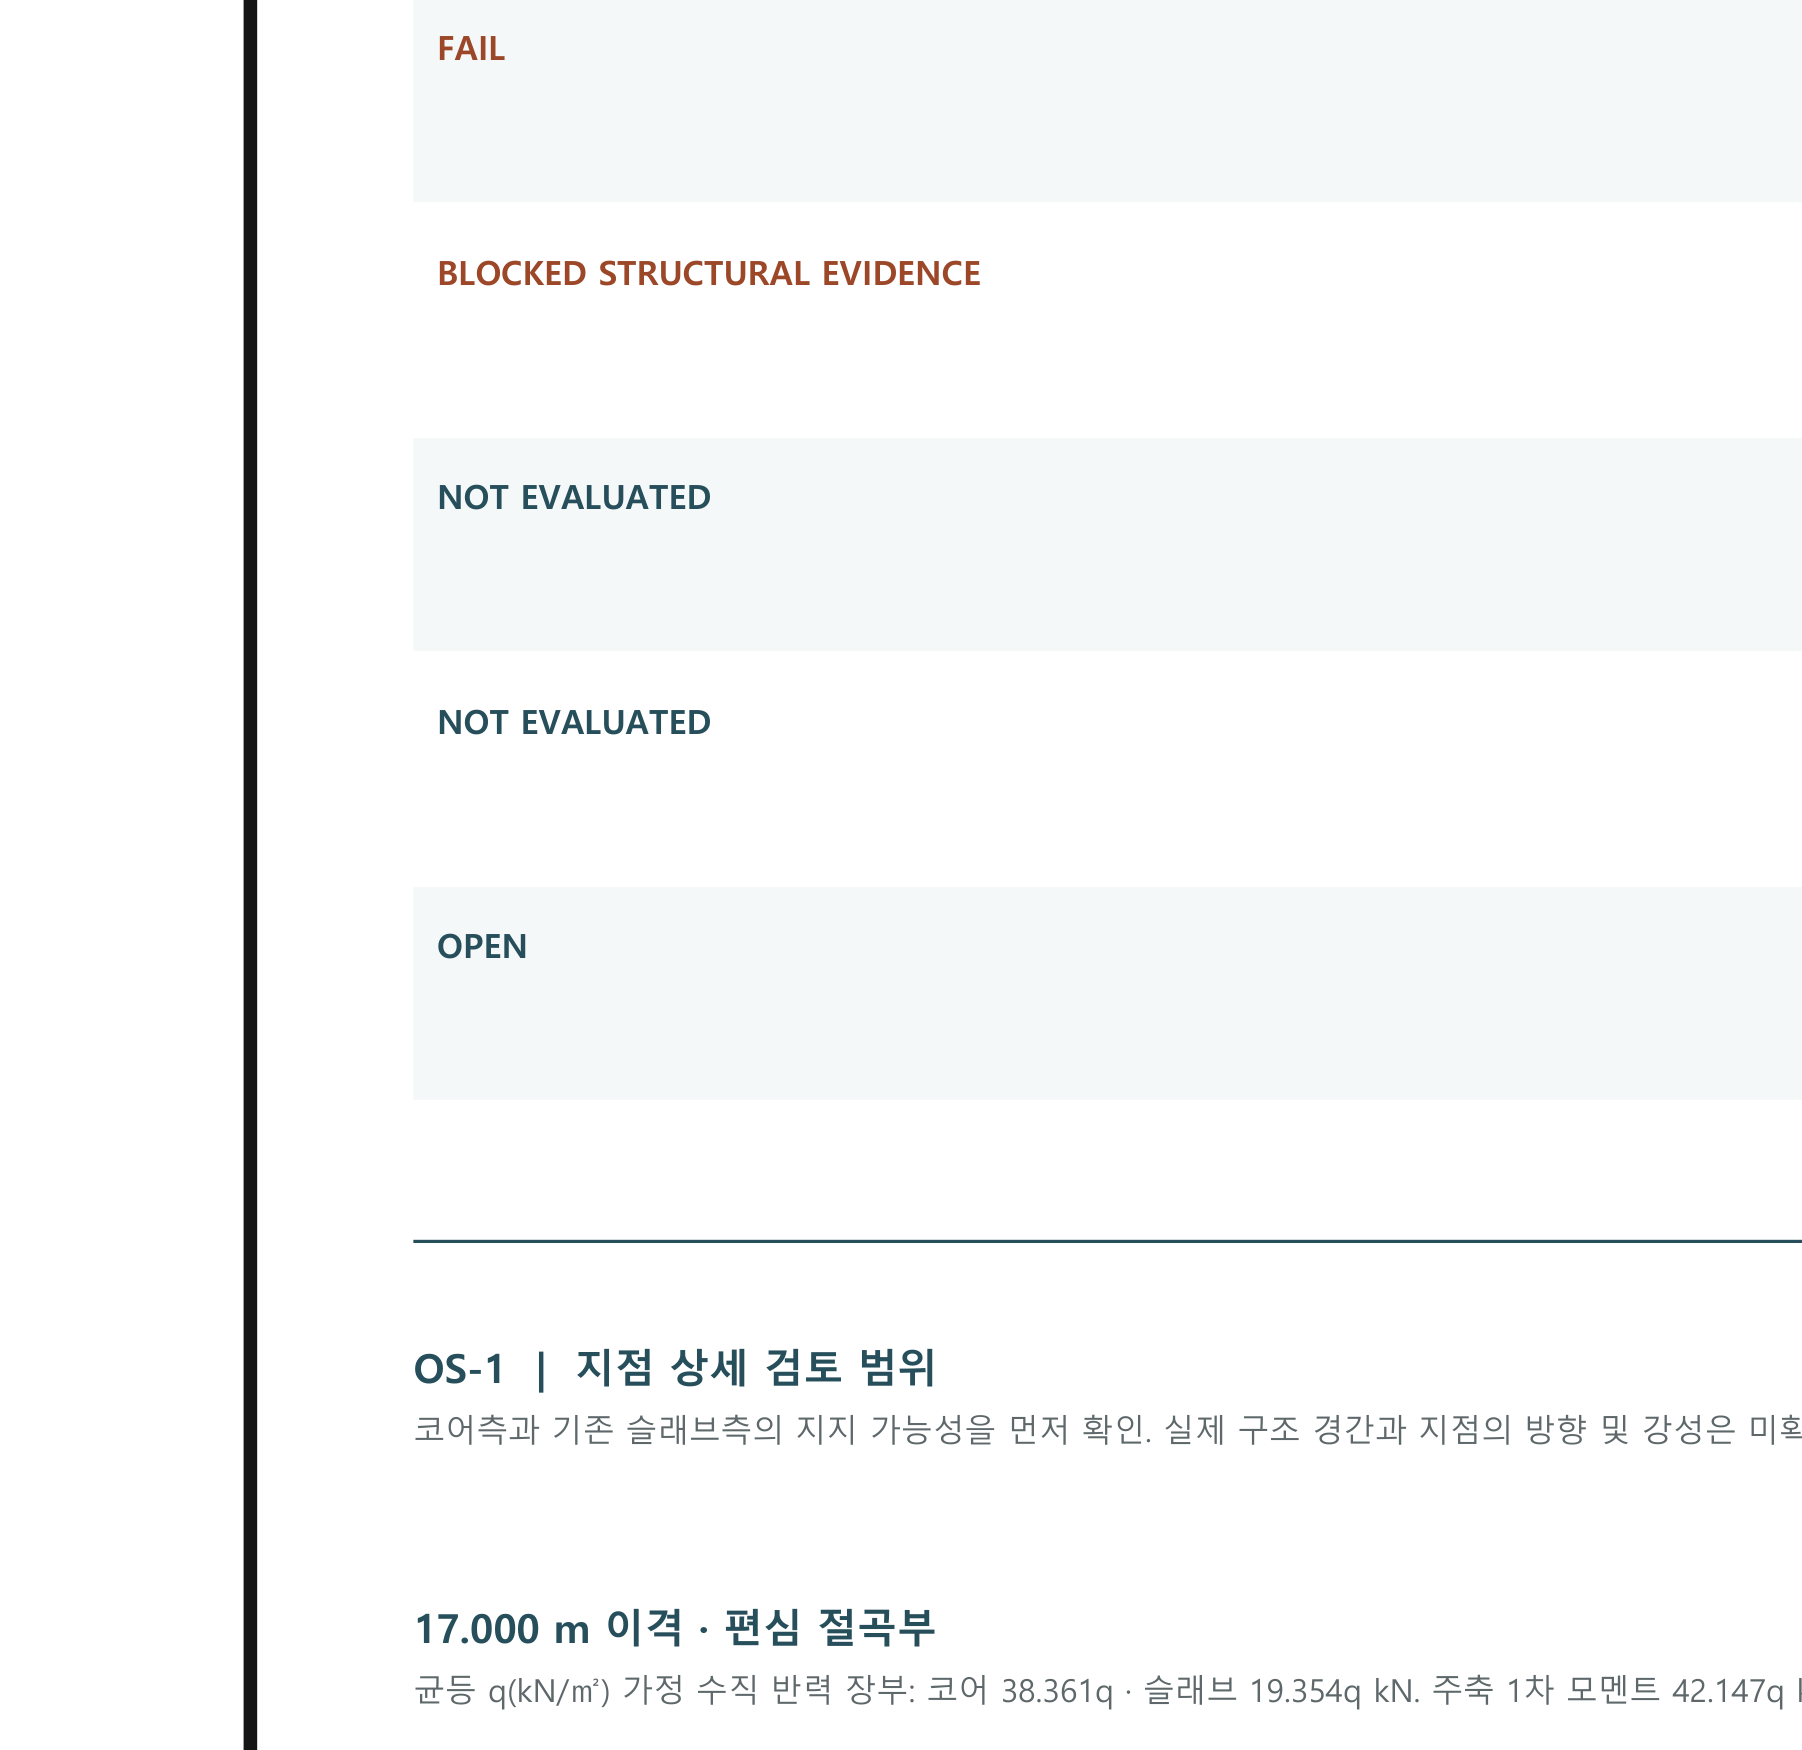 FAIL
BLOCKED STRUCTURAL EVIDENCE
NOT EVALUATED
NOT EVALUATED
OPEN
OS-1 | 지점 상세 검토 범위
코어측과 기존 슬래브측의 지지 가능성을 먼저 확인. 실제 구조 경간과 지점의 방향 및 강성은
17.000 m 이격 · 편심 절곡부
균등 q(kN/㎡) 가정 수직 반력 장부: 코어 38.361q · 슬래브 19.354q kN. 주축 1차 모멘트 42.147q